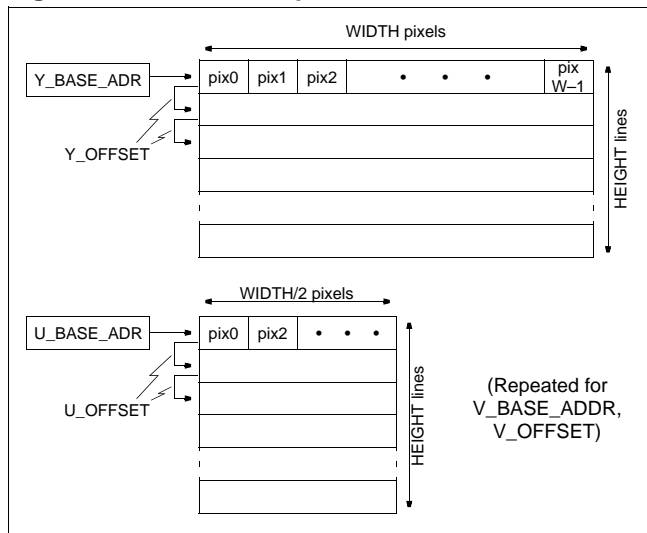 WIDTH pixels
Y_BASE_ADR
pix0 pix1 pix2 • • • pix
W–1
Y_OFFSET
HEIGHT lines
WIDTH/2 pixels
U_BASE_ADR
pix0 pix2 • • •
U_OFFSET
HEIGHT lines
(Repeated for
V_BASE_ADDR,
V_OFFSET)